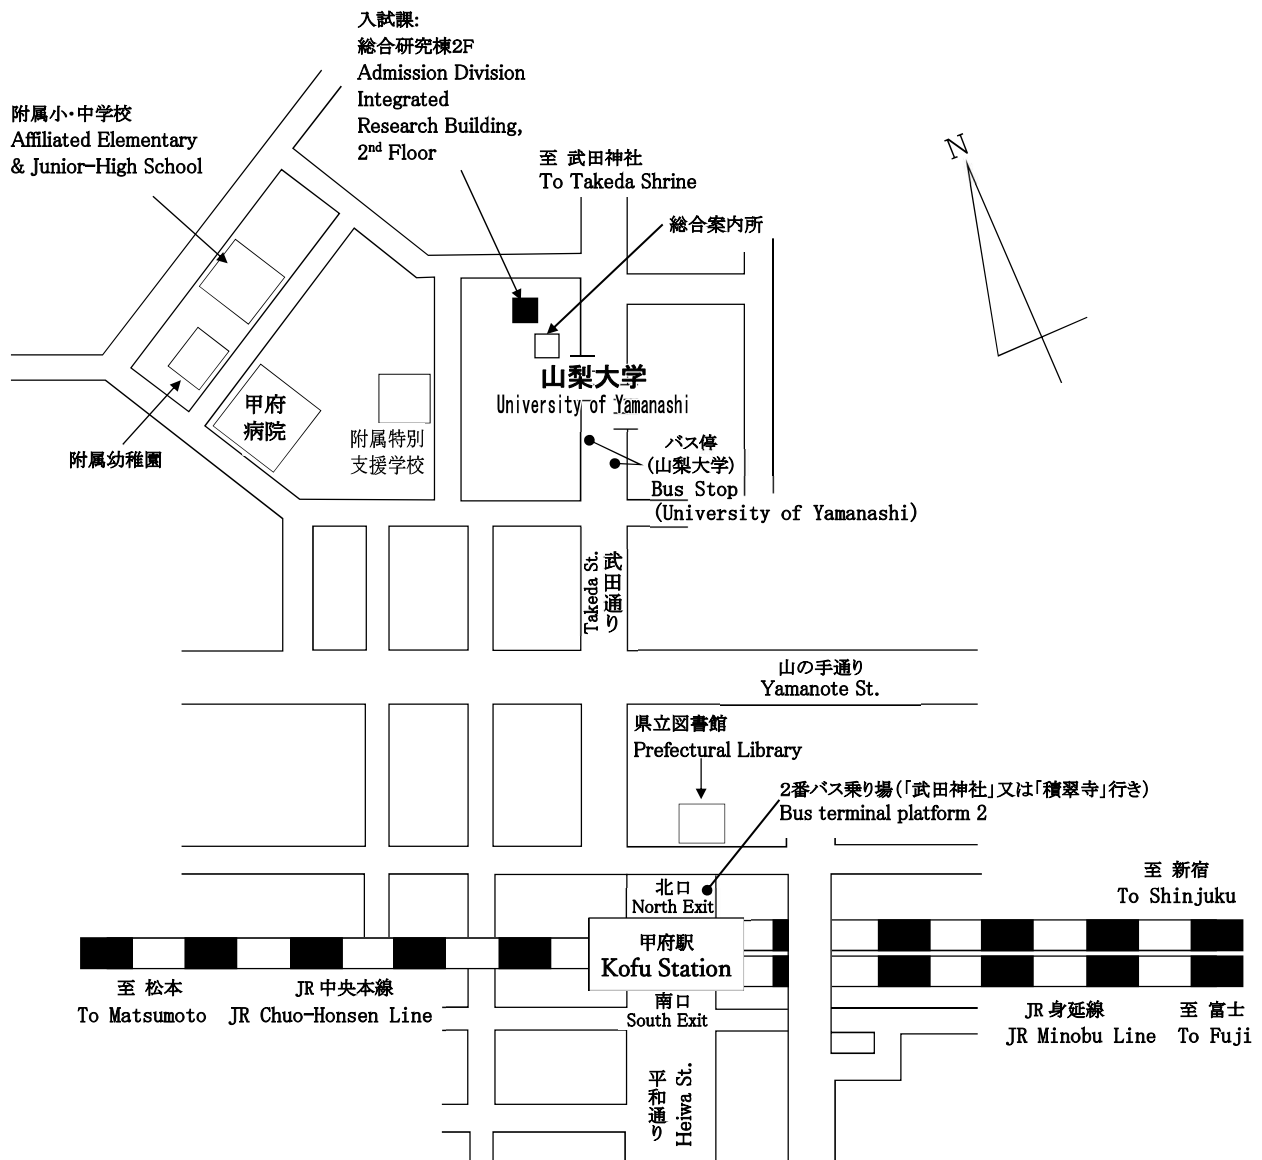 入試課:
総合研究棟2F
Admission Division
Integrated
Research Building,
2nd Floor
附属小・中学校
Affiliated Elementary
& Junior-High School
至 武田神社
To Takeda Shrine
N
総合案内所
山梨大学
University of Yamanashi
甲府
病院
附属特別
支援学校
附属幼稚園
バス停
(山梨大学)
Bus Stop
(University of Yamanashi)
武田通り
Takeda St.
山の手通り
Yamanote St.
県立図書館
Prefectural Library
2番バス乗り場(「武田神社」又は「積翠寺」行き)
Bus terminal platform 2
至 新宿
To Shinjuku
北口
North Exit
甲府駅
Kofu Station
南口
South Exit
至 松本
To Matsumoto
JR 中央本線
JR Chuo-Honsen Line
JR 身延線
JR Minobu Line
至 富士
To Fuji
平和通り
Heiwa St.